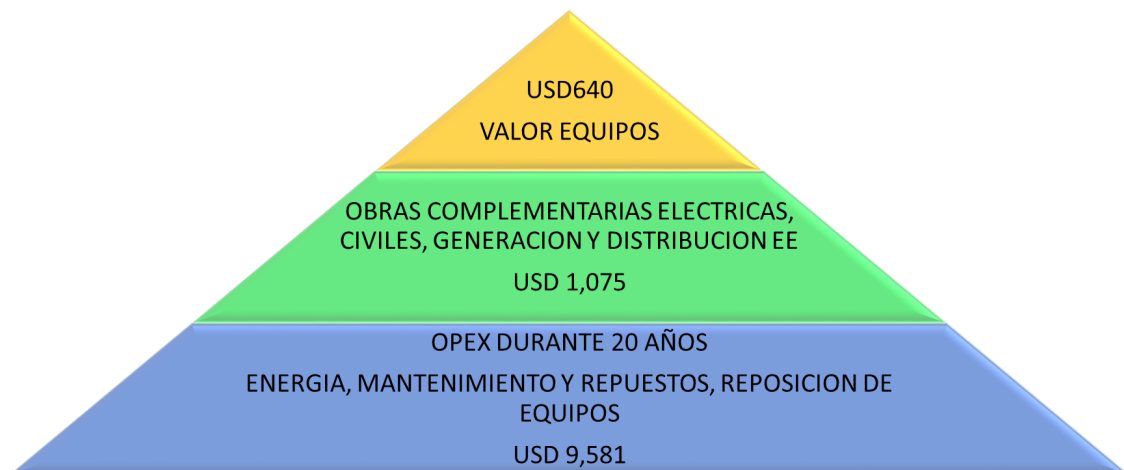 USD640
VALOR EQUIPOS
OBRAS COMPLEMENTARIAS ELECTRICAS,
CIVILES, GENERACION Y DISTRIBUCION EE
USD 1,075
OPEX DURANTE 20 AÑOS
ENERGIA, MANTENIMIENTO Y REPUESTOS, REPOSICION DE
EQUIPOS
USD 9,581